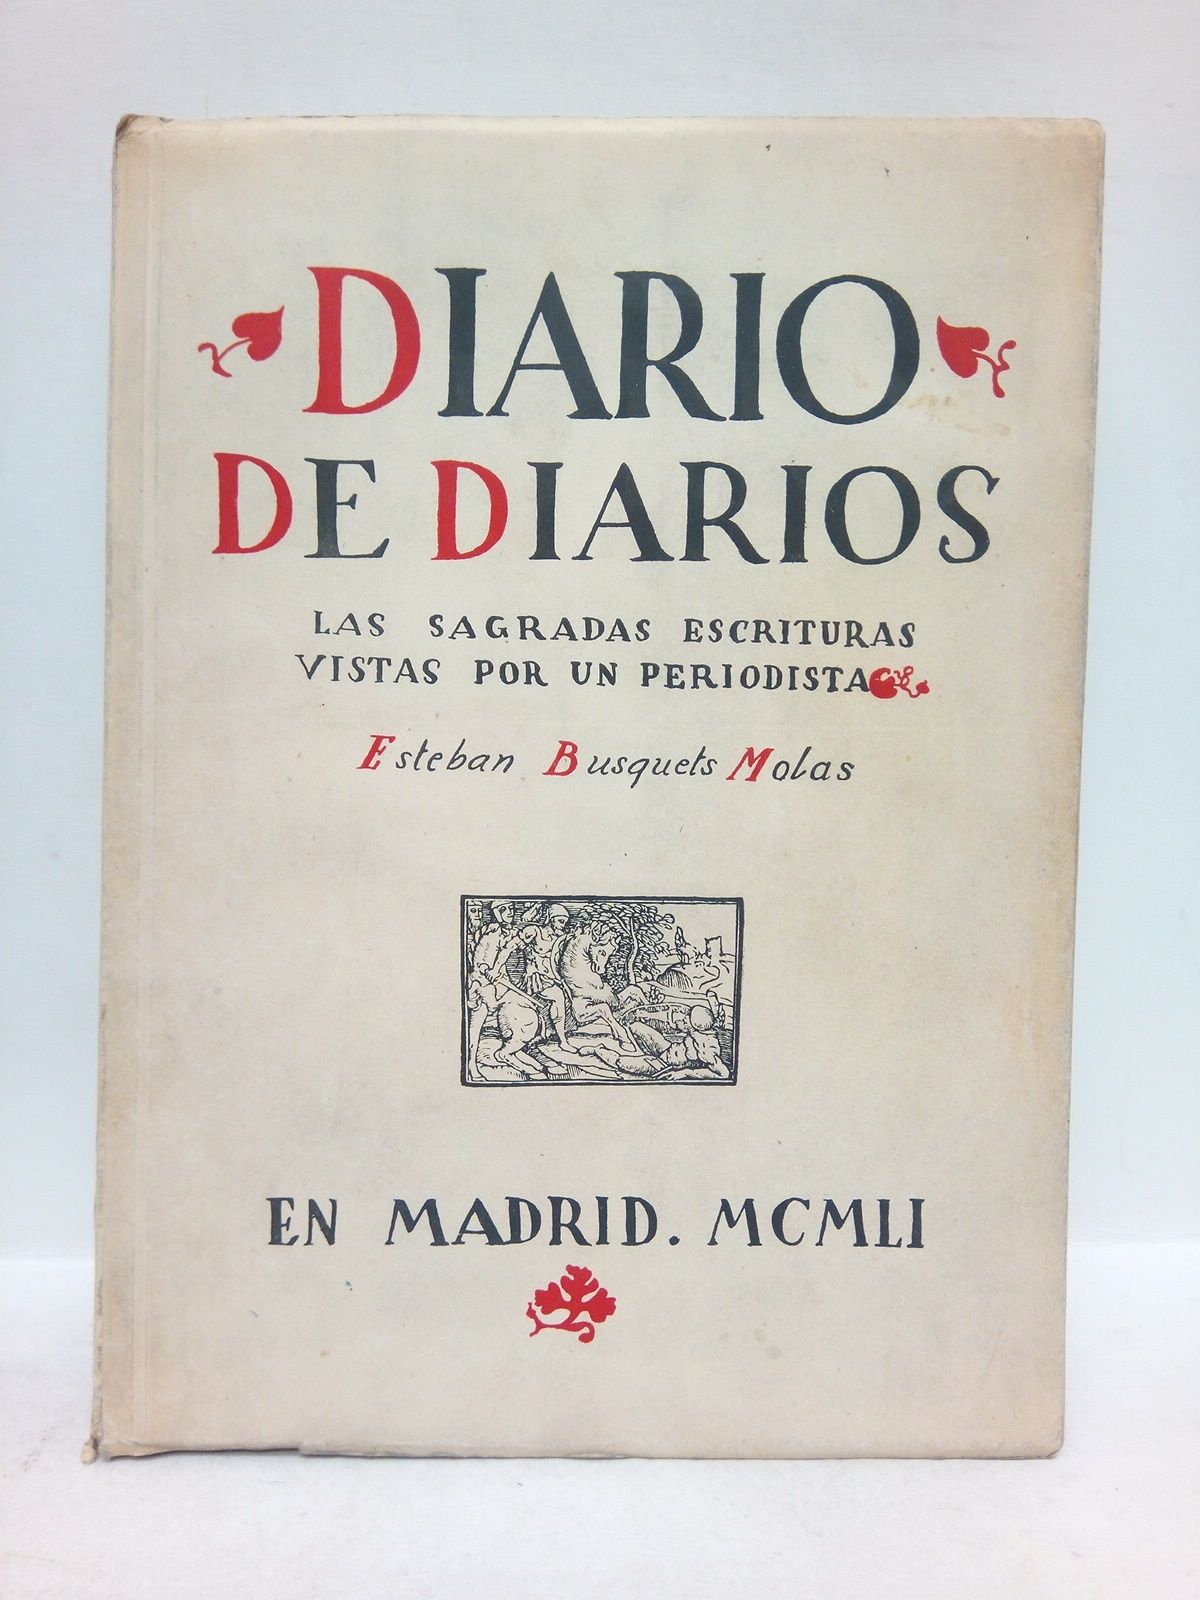 DIARIO
DE DIARIOS
LAS SAGRADAS ESCRITURAS
VISTAS POR UN PERIODISTA
Esteban Busquets Molas
EN MADRID. MCMLI